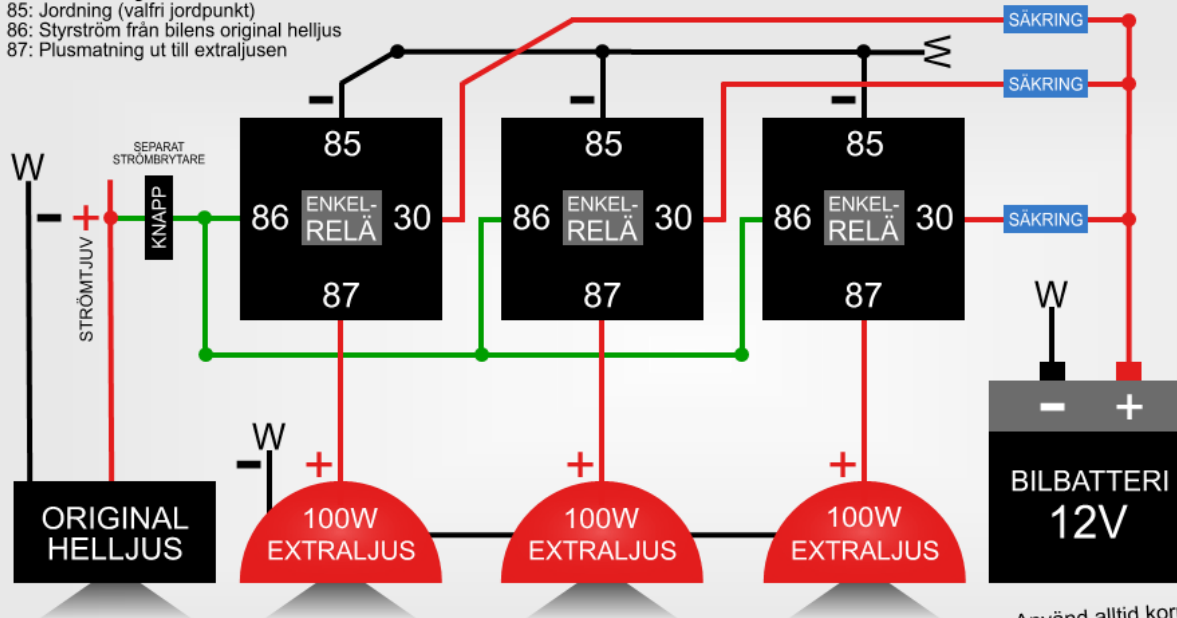 85: Jordning (valfri jordpunkt)
86: Styrström från bilens original helljus
87: Plusmatning ut till extraljusen
SÄKRING
SÄKRING
W
SEPARAT
STRÖMBRYTARE
W
85
85
85
- +
KNAPP
86
ENKEL-
RELÄ
30
86
ENKEL-
RELÄ
30
86
ENKEL-
RELÄ
30
SÄKRING
STRÖMTJUV
87
87
87
W
- +
W
- + + +
BILBATTERI
12V
ORIGINAL
HELLJUS
100W
EXTRALJUS
100W
EXTRALJUS
100W
EXTRALJUS
Använd alltid